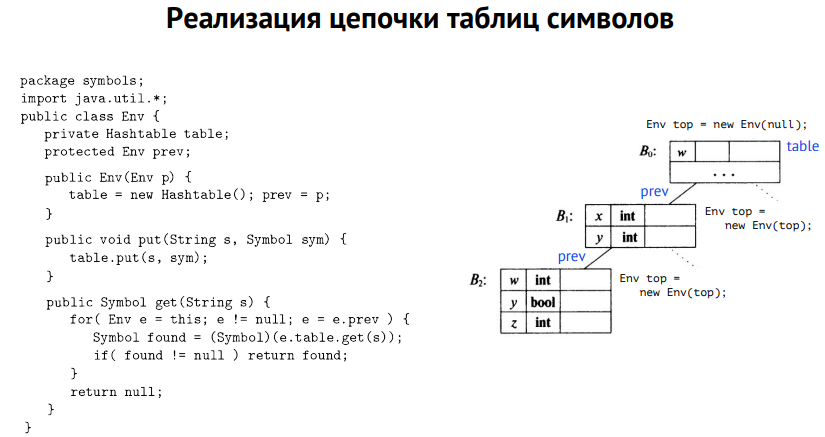 Реализация цепочки таблиц символов
package symbols;
import java.util.*;
public class Env {
private Hashtable table;
protected Env prev;
public Env(Env p) {
table = new Hashtable(); prev = p;
}
public void put(String s, Symbol sym) {
table.put(s, sym);
}
public Symbol get(String s) {
for( Env e = this; e != null; e = e.prev ) {
Symbol found = (Symbol)(e.table.get(s));
if( found != null ) return found;
}
return null;
}
}
Env top = new Env(null);
B₀: w table
...
prev
B₁: x int
y int
Env top =
new Env(top);
prev
B₂: w int
y bool
z int
Env top =
new Env(top);